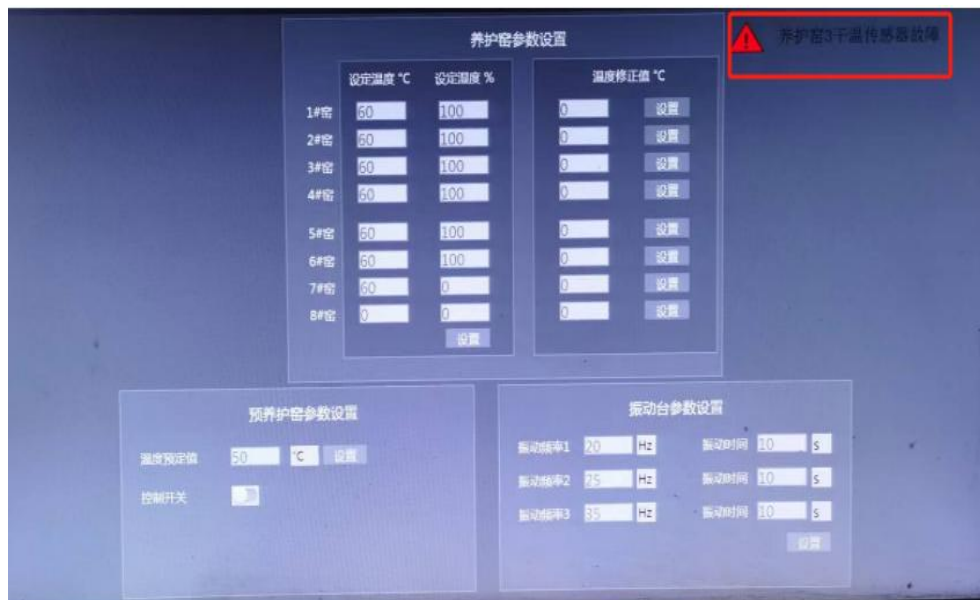 养护窑参数设置
养护窑3干温传感器故障
设定温度 °C 设定湿度 % 温度修正值 °C
1#窑 60 100 0 设置
2#窑 60 100 0 设置
3#窑 60 100 0 设置
4#窑 60 100 0 设置
5#窑 60 100 0 设置
6#窑 60 100 0 设置
7#窑 60 0 0 设置
8#窑 0 0 0 设置
设置
预养护窑参数设置
温度预定值 50 °C 设置
控制开关
振动台参数设置
振动频率1 20 Hz 振动时间 10 s
振动频率2 25 Hz 振动时间 10 s
振动频率3 35 Hz 振动时间 10 s
设置